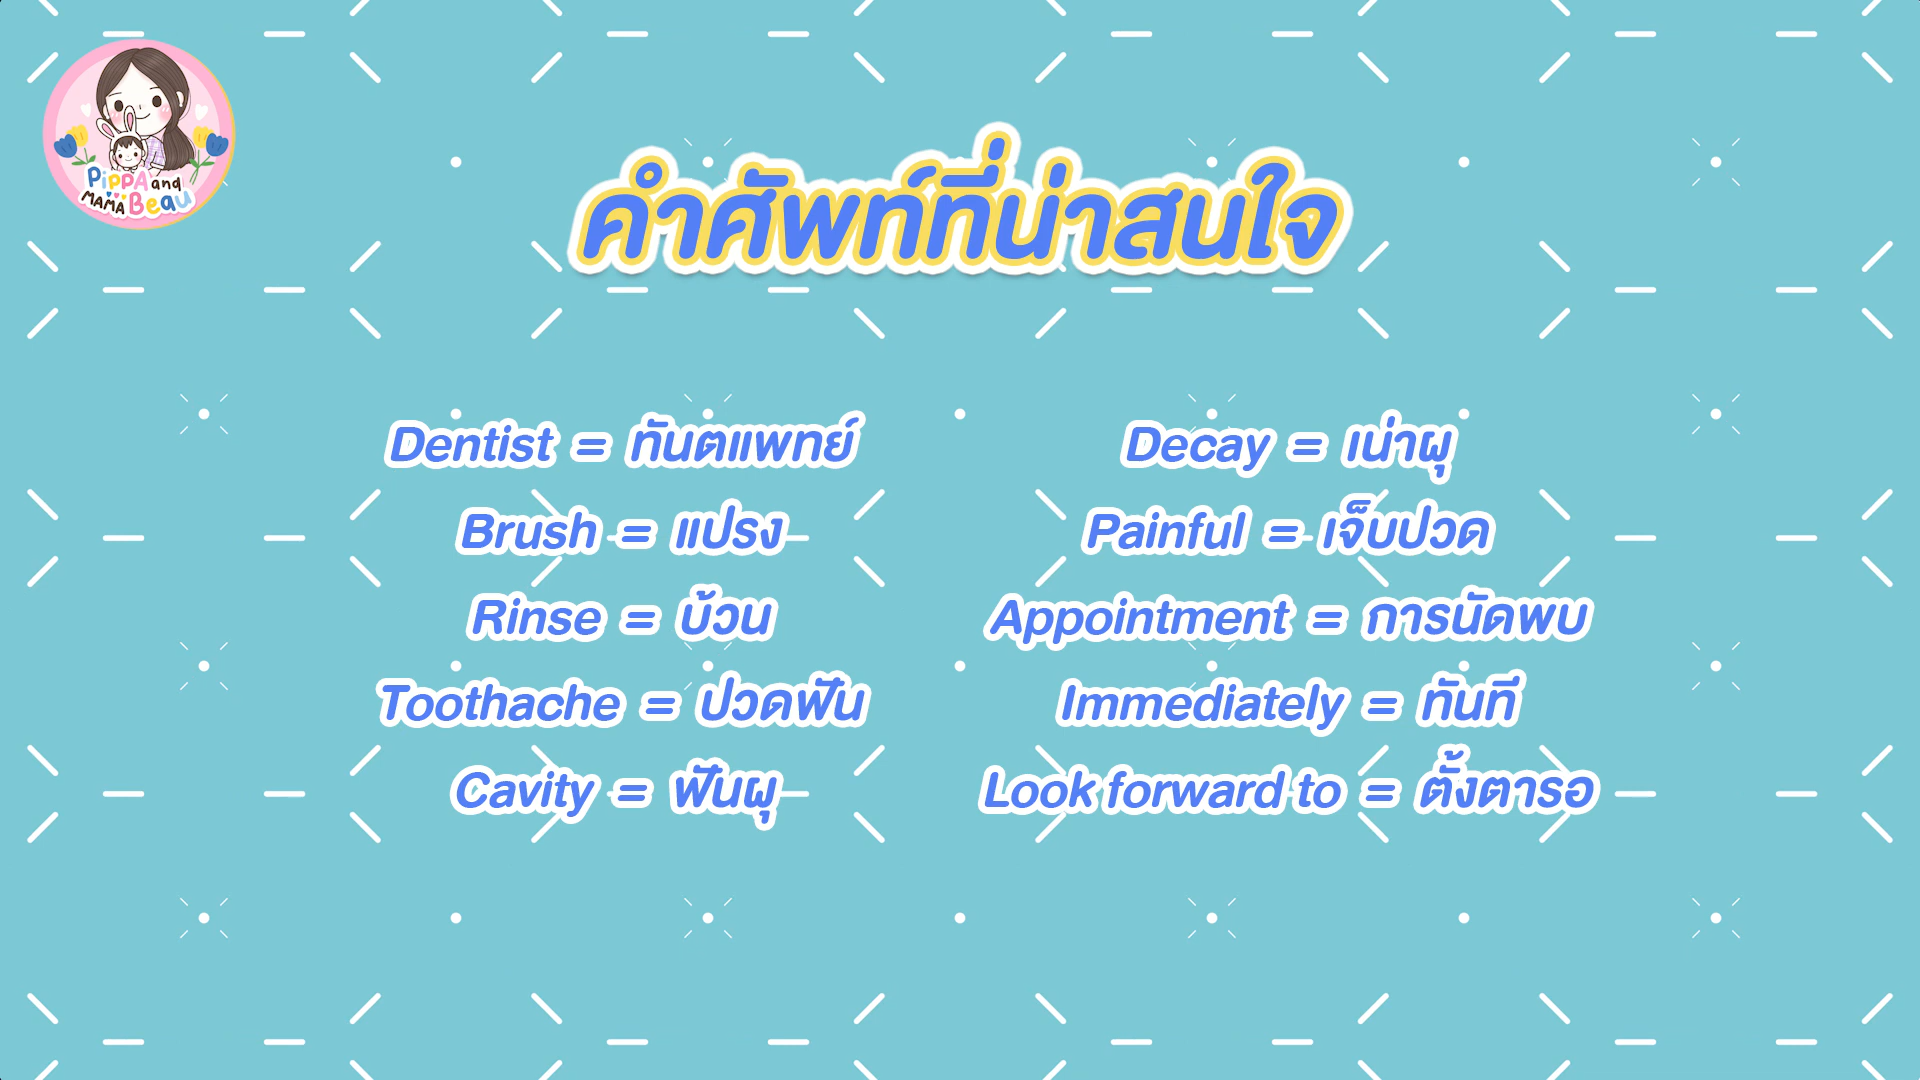 PiPPA and
MAMA Beau
คำศัพท์ที่น่าสนใจ
Dentist = ทันตแพทย์
Brush = แปรง
Rinse = บ้วน
Toothache = ปวดฟัน
Cavity = ฟันผุ
Decay = เน่าผุ
Painful = เจ็บปวด
Appointment = การนัดพบ
Immediately = ทันที
Look forward to = ตั้งตารอ